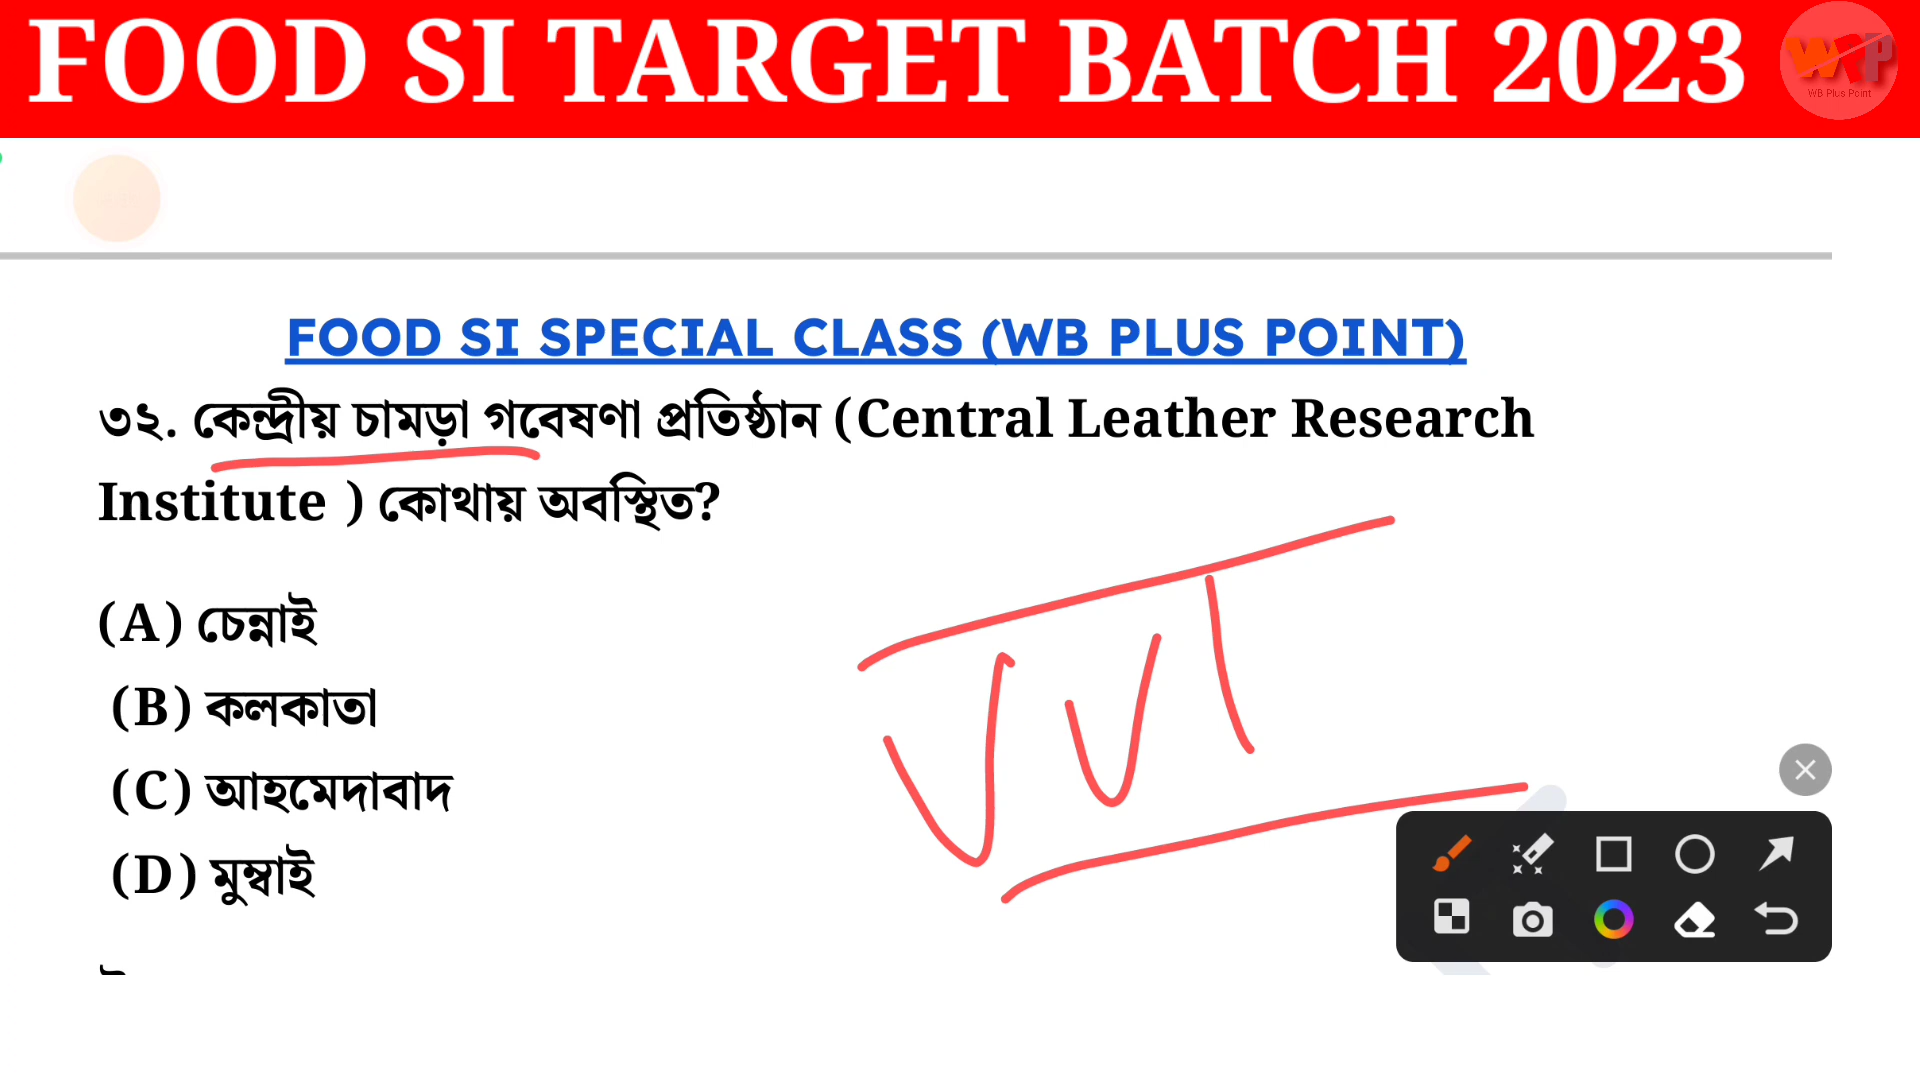 FOOD SI TARGET BATCH 2023
WB Plus Point
FOOD SI SPECIAL CLASS (WB PLUS POINT)
৩২. কেন্দ্রীয় চামড়া গবেষণা প্রতিষ্ঠান (Central Leather Research
Institute ) কোথায় অবস্থিত?
(A) চেন্নাই
(B) কলকাতা
(C) আহমেদাবাদ
(D) মুম্বাই
VVI